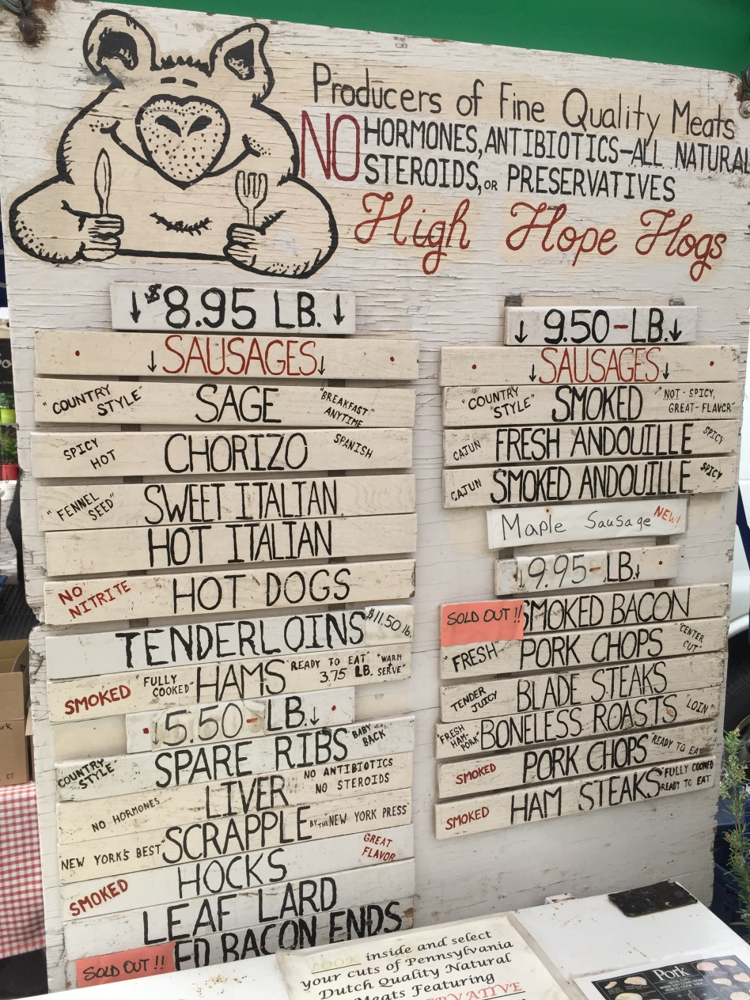 Producers of Fine Quality Meats
NO HORMONES, ANTIBIOTICS-ALL NATURAL
STEROIDS, OR PRESERVATIVES
High Hope Hogs
↓$8.95 LB.↓
↓SAUSAGES↓
"COUNTRY STYLE" SAGE "BREAKFAST ANYTIME"
SPICY HOT CHORIZO SPANISH
"FENNEL SEED" SWEET ITALIAN
HOT ITALIAN
NO NITRITE HOT DOGS
TENDERLOINS $11.50 lb.
SMOKED "FULLY COOKED" HAMS "READY TO EAT" 3.75 LB. "WARM SERVE"
5.50-LB.↓
COUNTRY STYLE" SPARE RIBS "BABY BACK
NO HORMONES LIVER NO ANTIBIOTICS NO STEROIDS
NEW YORK'S BEST SCRAPPLE BY THE "NEW YORK PRESS"
SMOKED HOCKS GREAT FLAVOR
LEAF LARD
SOLD OUT !! ED BACON ENDS
↓ 9.50-LB.↓
↓SAUSAGES↓
"COUNTRY STYLE" SMOKED "NOT-SPICY, GREAT-FLAVOR"
CAJUN FRESH ANDOUILLE SPICY
CAJUN SMOKED ANDOUILLE SPICY
Maple Sausage NEW!
↓9.95-LB.↓
SOLD OUT !! SMOKED BACON
"FRESH" PORK CHOPS "CENTER CUT"
TENDER JUICY BLADE STEAKS
"FRESH HAM PORK" BONELESS ROASTS "LOIN"
SMOKED PORK CHOPS "READY TO EA
SMOKED HAM STEAKS "FULLY COOKED READY TO EAT
LOOK inside and select
your cuts of Pennsylvania
Dutch Quality Natural
Meats Featuring
ERVATIVE
Pork
CT